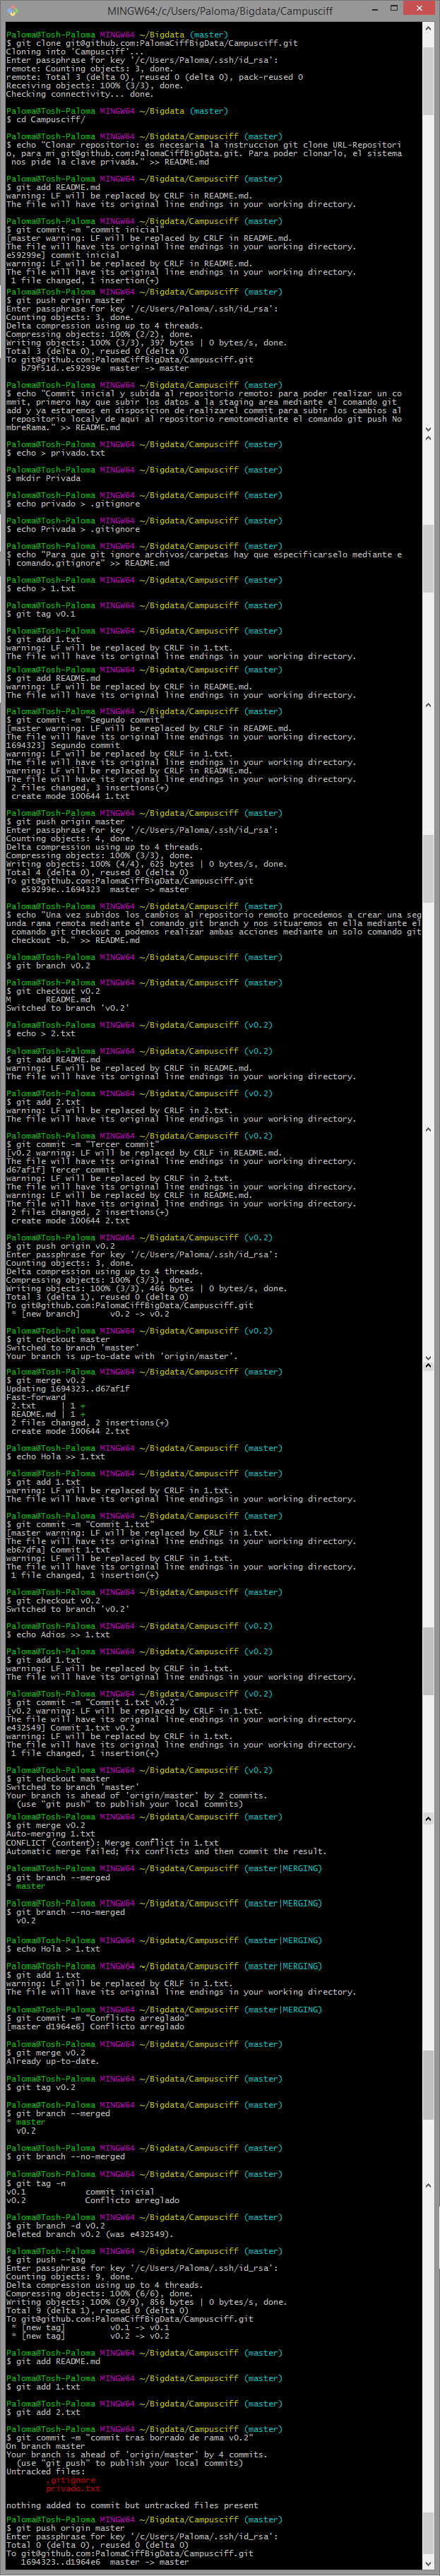 MINGW64:/c/Users/Paloma/Bigdata/Campusciff
Paloma@Tosh-Paloma MINGW64 ~/Bigdata (master)
$ git clone git@github.com:PalomaCiffBigData/Campusciff.git
Cloning into 'Campusciff'...
Enter passphrase for key '/c/Users/Paloma/.ssh/id_rsa':
remote: Counting objects: 3, done.
remote: Total 3 (delta 0), reused 0 (delta 0), pack-reused 0
Receiving objects: 100% (3/3), done.
Checking connectivity... done.
Paloma@Tosh-Paloma MINGW64 ~/Bigdata (master)
$ cd Campusciff/
Paloma@Tosh-Paloma MINGW64 ~/Bigdata/Campusciff (master)
$ echo "Clonar repositorio: es necesaria la instruccion git clone URL-Repositori
o, para mi git@github.com:PalomaCiffBigData.git. Para poder clonarlo, el sistema
 nos pide la clave privada." >> README.md
Paloma@Tosh-Paloma MINGW64 ~/Bigdata/Campusciff (master)
$ git add README.md
warning: LF will be replaced by CRLF in README.md.
The file will have its original line endings in your working directory.
Paloma@Tosh-Paloma MINGW64 ~/Bigdata/Campusciff (master)
$ git commit -m "commit inicial"
[master warning: LF will be replaced by CRLF in README.md.
The file will have its original line endings in your working directory.
e59299e] commit inicial
warning: LF will be replaced by CRLF in README.md.
The file will have its original line endings in your working directory.
 1 file changed, 1 insertion(+)
Paloma@Tosh-Paloma MINGW64 ~/Bigdata/Campusciff (master)
$ git push origin master
Enter passphrase for key '/c/Users/Paloma/.ssh/id_rsa':
Counting objects: 3, done.
Delta compression using up to 4 threads.
Compressing objects: 100% (2/2), done.
Writing objects: 100% (3/3), 397 bytes | 0 bytes/s, done.
Total 3 (delta 0), reused 0 (delta 0)
To git@github.com:PalomaCiffBigData/Campusciff.git
   b79f51d..e59299e  master -> master
Paloma@Tosh-Paloma MINGW64 ~/Bigdata/Campusciff (master)
$ echo "Commit inicial y subida al repositorio remoto: para poder realizar un co
mmit, primero hay que subir los datos a la staging area mediante el comando git
add y ya estaremos en disposicion de realizarel commit para subir los cambios al
 repositorio localy de aqui al repositorio remotomediante el comando git push No
mbreRama." >> README.md
Paloma@Tosh-Paloma MINGW64 ~/Bigdata/Campusciff (master)
$ echo > privado.txt
Paloma@Tosh-Paloma MINGW64 ~/Bigdata/Campusciff (master)
$ mkdir Privada
Paloma@Tosh-Paloma MINGW64 ~/Bigdata/Campusciff (master)
$ echo privado > .gitignore
Paloma@Tosh-Paloma MINGW64 ~/Bigdata/Campusciff (master)
$ echo Privada > .gitignore
Paloma@Tosh-Paloma MINGW64 ~/Bigdata/Campusciff (master)
$ echo "Para que git ignore archivos/carpetas hay que especificarselo mediante e
l comando.gitignore" >> README.md
Paloma@Tosh-Paloma MINGW64 ~/Bigdata/Campusciff (master)
$ echo > 1.txt
Paloma@Tosh-Paloma MINGW64 ~/Bigdata/Campusciff (master)
$ git tag v0.1
Paloma@Tosh-Paloma MINGW64 ~/Bigdata/Campusciff (master)
$ git add 1.txt
warning: LF will be replaced by CRLF in 1.txt.
The file will have its original line endings in your working directory.
Paloma@Tosh-Paloma MINGW64 ~/Bigdata/Campusciff (master)
$ git add README.md
warning: LF will be replaced by CRLF in README.md.
The file will have its original line endings in your working directory.
Paloma@Tosh-Paloma MINGW64 ~/Bigdata/Campusciff (master)
$ git commit -m "Segundo commit"
[master warning: LF will be replaced by CRLF in README.md.
The file will have its original line endings in your working directory.
1694323] Segundo commit
warning: LF will be replaced by CRLF in 1.txt.
The file will have its original line endings in your working directory.
warning: LF will be replaced by CRLF in README.md.
The file will have its original line endings in your working directory.
 2 files changed, 3 insertions(+)
 create mode 100644 1.txt
Paloma@Tosh-Paloma MINGW64 ~/Bigdata/Campusciff (master)
$ git push origin master
Enter passphrase for key '/c/Users/Paloma/.ssh/id_rsa':
Counting objects: 4, done.
Delta compression using up to 4 threads.
Compressing objects: 100% (3/3), done.
Writing objects: 100% (4/4), 625 bytes | 0 bytes/s, done.
Total 4 (delta 0), reused 0 (delta 0)
To git@github.com:PalomaCiffBigData/Campusciff.git
   e59299e..1694323  master -> master
Paloma@Tosh-Paloma MINGW64 ~/Bigdata/Campusciff (master)
$ echo "Una vez subidos los cambios al repositorio remoto procedemos a crear una seg
unda rama remota mediante el comando git branch y nos situaremos en ella mediante el
 comando git checkout o podemos realizar ambas acciones mediante un solo comando git
 checkout -b." >> README.md
Paloma@Tosh-Paloma MINGW64 ~/Bigdata/Campusciff (master)
$ git branch v0.2
Paloma@Tosh-Paloma MINGW64 ~/Bigdata/Campusciff (master)
$ git checkout v0.2
M       README.md
Switched to branch 'v0.2'
Paloma@Tosh-Paloma MINGW64 ~/Bigdata/Campusciff (v0.2)
$ echo > 2.txt
Paloma@Tosh-Paloma MINGW64 ~/Bigdata/Campusciff (v0.2)
$ git add README.md
warning: LF will be replaced by CRLF in README.md.
The file will have its original line endings in your working directory.
Paloma@Tosh-Paloma MINGW64 ~/Bigdata/Campusciff (v0.2)
$ git add 2.txt
warning: LF will be replaced by CRLF in 2.txt.
The file will have its original line endings in your working directory.
Paloma@Tosh-Paloma MINGW64 ~/Bigdata/Campusciff (v0.2)
$ git commit -m "Tercer commit"
[v0.2 warning: LF will be replaced by CRLF in README.md.
The file will have its original line endings in your working directory.
d67af1f] Tercer commit
warning: LF will be replaced by CRLF in 2.txt.
The file will have its original line endings in your working directory.
warning: LF will be replaced by CRLF in README.md.
The file will have its original line endings in your working directory.
 2 files changed, 2 insertions(+)
 create mode 100644 2.txt
Paloma@Tosh-Paloma MINGW64 ~/Bigdata/Campusciff (v0.2)
$ git push origin v0.2
Enter passphrase for key '/c/Users/Paloma/.ssh/id_rsa':
Counting objects: 3, done.
Delta compression using up to 4 threads.
Compressing objects: 100% (3/3), done.
Writing objects: 100% (3/3), 466 bytes | 0 bytes/s, done.
Total 3 (delta 1), reused 0 (delta 0)
To git@github.com:PalomaCiffBigData/Campusciff.git
 * [new branch]      v0.2 -> v0.2
Paloma@Tosh-Paloma MINGW64 ~/Bigdata/Campusciff (v0.2)
$ git checkout master
Switched to branch 'master'
Your branch is up-to-date with 'origin/master'.
Paloma@Tosh-Paloma MINGW64 ~/Bigdata/Campusciff (master)
$ git merge v0.2
Updating 1694323..d67af1f
Fast-forward
 2.txt     | 1 +
 README.md | 1 +
 2 files changed, 2 insertions(+)
 create mode 100644 2.txt
Paloma@Tosh-Paloma MINGW64 ~/Bigdata/Campusciff (master)
$ echo Hola >> 1.txt
Paloma@Tosh-Paloma MINGW64 ~/Bigdata/Campusciff (master)
$ git add 1.txt
warning: LF will be replaced by CRLF in 1.txt.
The file will have its original line endings in your working directory.
Paloma@Tosh-Paloma MINGW64 ~/Bigdata/Campusciff (master)
$ git commit -m "Commit 1.txt"
[master warning: LF will be replaced by CRLF in 1.txt.
The file will have its original line endings in your working directory.
eb67dfa] Commit 1.txt
warning: LF will be replaced by CRLF in 1.txt.
The file will have its original line endings in your working directory.
 1 file changed, 1 insertion(+)
Paloma@Tosh-Paloma MINGW64 ~/Bigdata/Campusciff (master)
$ git checkout v0.2
Switched to branch 'v0.2'
Paloma@Tosh-Paloma MINGW64 ~/Bigdata/Campusciff (v0.2)
$ echo Adios >> 1.txt
Paloma@Tosh-Paloma MINGW64 ~/Bigdata/Campusciff (v0.2)
$ git add 1.txt
warning: LF will be replaced by CRLF in 1.txt.
The file will have its original line endings in your working directory.
Paloma@Tosh-Paloma MINGW64 ~/Bigdata/Campusciff (v0.2)
$ git commit -m "Commit 1.txt v0.2"
[v0.2 warning: LF will be replaced by CRLF in 1.txt.
The file will have its original line endings in your working directory.
e432549] Commit 1.txt v0.2
warning: LF will be replaced by CRLF in 1.txt.
The file will have its original line endings in your working directory.
 1 file changed, 1 insertion(+)
Paloma@Tosh-Paloma MINGW64 ~/Bigdata/Campusciff (v0.2)
$ git checkout master
Switched to branch 'master'
Your branch is ahead of 'origin/master' by 2 commits.
  (use "git push" to publish your local commits)
Paloma@Tosh-Paloma MINGW64 ~/Bigdata/Campusciff (master)
$ git merge v0.2
Auto-merging 1.txt
CONFLICT (content): Merge conflict in 1.txt
Automatic merge failed; fix conflicts and then commit the result.
Paloma@Tosh-Paloma MINGW64 ~/Bigdata/Campusciff (master|MERGING)
$ git branch --merged
* master
Paloma@Tosh-Paloma MINGW64 ~/Bigdata/Campusciff (master|MERGING)
$ git branch --no-merged
  v0.2
Paloma@Tosh-Paloma MINGW64 ~/Bigdata/Campusciff (master|MERGING)
$ echo Hola > 1.txt
Paloma@Tosh-Paloma MINGW64 ~/Bigdata/Campusciff (master|MERGING)
$ git add 1.txt
warning: LF will be replaced by CRLF in 1.txt.
The file will have its original line endings in your working directory.
Paloma@Tosh-Paloma MINGW64 ~/Bigdata/Campusciff (master|MERGING)
$ git commit -m "Conflicto arreglado"
[master d1964e6] Conflicto arreglado
Paloma@Tosh-Paloma MINGW64 ~/Bigdata/Campusciff (master)
$ git merge v0.2
Already up-to-date.
Paloma@Tosh-Paloma MINGW64 ~/Bigdata/Campusciff (master)
$ git tag v0.2
Paloma@Tosh-Paloma MINGW64 ~/Bigdata/Campusciff (master)
$ git branch --merged
* master
  v0.2
Paloma@Tosh-Paloma MINGW64 ~/Bigdata/Campusciff (master)
$ git branch --no-merged
Paloma@Tosh-Paloma MINGW64 ~/Bigdata/Campusciff (master)
$ git tag -n
v0.1            commit inicial
v0.2            Conflicto arreglado
Paloma@Tosh-Paloma MINGW64 ~/Bigdata/Campusciff (master)
$ git branch -d v0.2
Deleted branch v0.2 (was e432549).
Paloma@Tosh-Paloma MINGW64 ~/Bigdata/Campusciff (master)
$ git push --tag
Enter passphrase for key '/c/Users/Paloma/.ssh/id_rsa':
Counting objects: 9, done.
Delta compression using up to 4 threads.
Compressing objects: 100% (6/6), done.
Writing objects: 100% (9/9), 856 bytes | 0 bytes/s, done.
Total 9 (delta 1), reused 0 (delta 0)
To git@github.com:PalomaCiffBigData/Campusciff.git
 * [new tag]         v0.1 -> v0.1
 * [new tag]         v0.2 -> v0.2
Paloma@Tosh-Paloma MINGW64 ~/Bigdata/Campusciff (master)
$ git add README.md
Paloma@Tosh-Paloma MINGW64 ~/Bigdata/Campusciff (master)
$ git add 1.txt
Paloma@Tosh-Paloma MINGW64 ~/Bigdata/Campusciff (master)
$ git add 2.txt
Paloma@Tosh-Paloma MINGW64 ~/Bigdata/Campusciff (master)
$ git commit -m "commit tras borrado de rama v0.2"
On branch master
Your branch is ahead of 'origin/master' by 4 commits.
  (use "git push" to publish your local commits)
Untracked files:
        .gitignore
        privado.txt
nothing added to commit but untracked files present
Paloma@Tosh-Paloma MINGW64 ~/Bigdata/Campusciff (master)
$ git push origin master
Enter passphrase for key '/c/Users/Paloma/.ssh/id_rsa':
Total 0 (delta 0), reused 0 (delta 0)
To git@github.com:PalomaCiffBigData/Campusciff.git
   1694323..d1964e6  master -> master